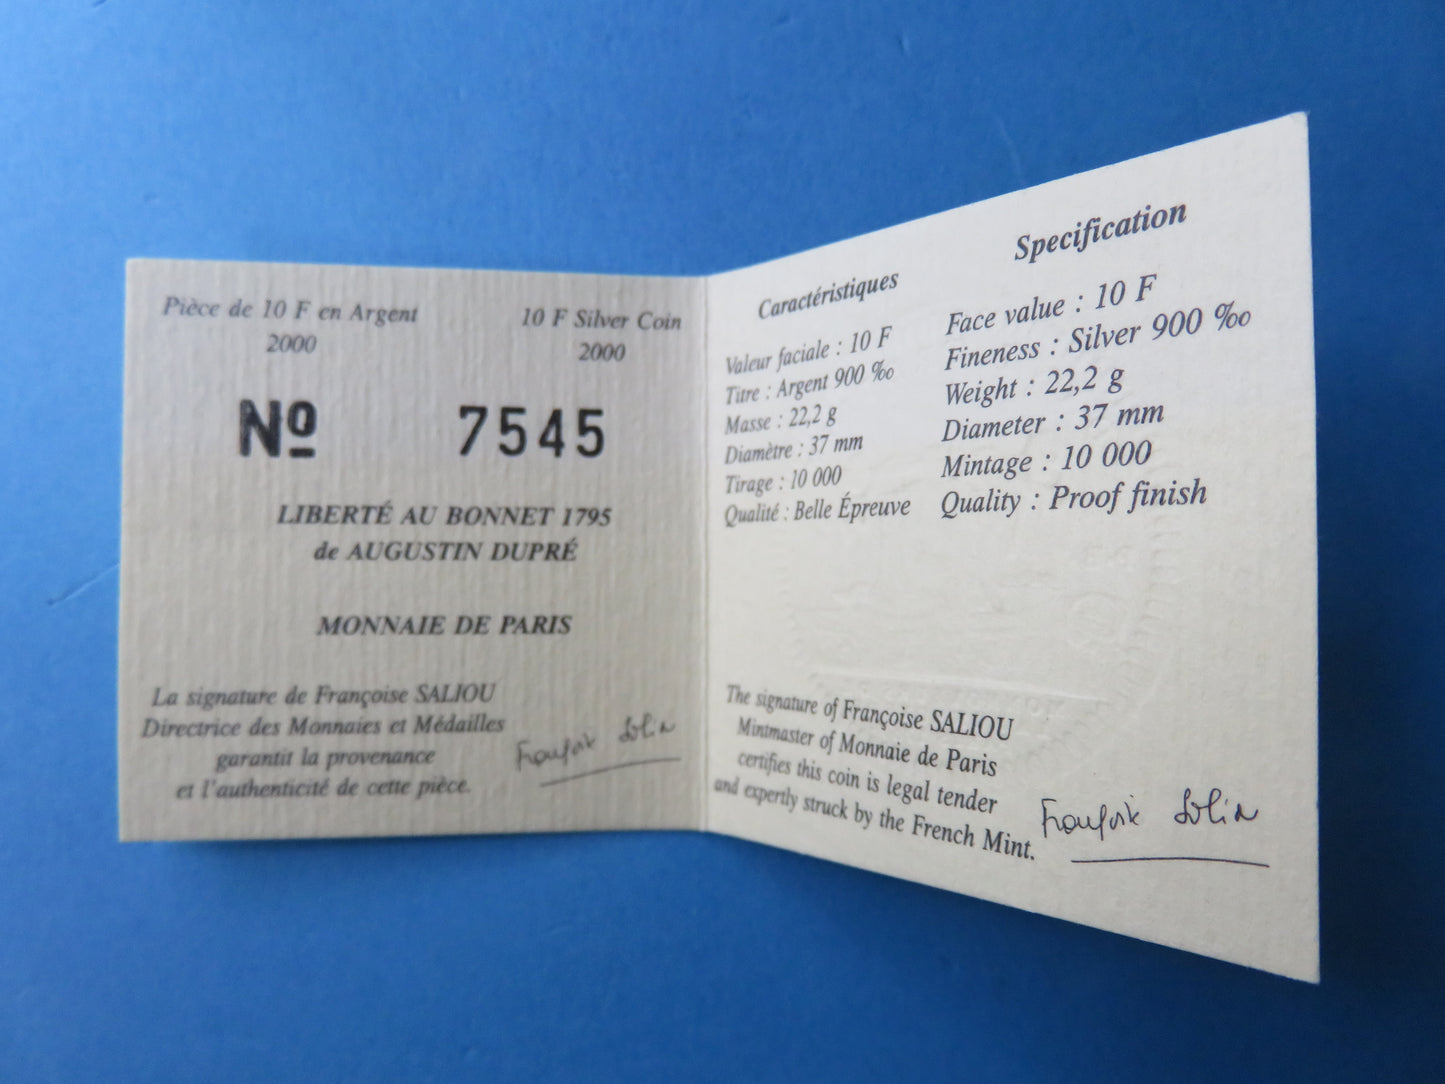 Pièce de 10 F en Argent
2000
10 F Silver Coin
2000
Nº 7545
LIBERTÉ AU BONNET 1795
de AUGUSTIN DUPRÉ
MONNAIE DE PARIS
La signature de Françoise SALIOU
Directrice des Monnaies et Médailles
garantit la provenance
et l'authenticité de cette pièce.
Caractéristiques
Valeur faciale : 10 F
Titre : Argent 900 ‰
Masse : 22,2 g
Diamètre : 37 mm
Tirage : 10 000
Qualité : Belle Épreuve
Specification
Face value : 10 F
Fineness : Silver 900 ‰
Weight : 22,2 g
Diameter : 37 mm
Mintage : 10 000
Quality : Proof finish
The signature of Françoise SALIOU
Mintmaster of Monnaie de Paris
certifies this coin is legal tender
and expertly struck by the French Mint.